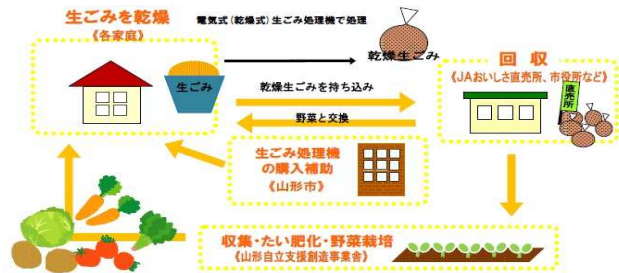 生ごみを乾燥
《各家庭》
電気式(乾燥式)生ごみ処理機で処理
乾燥生ごみ
生ごみ
回 収
《JAおいしさ直売所、市役所など》
直売所
乾燥生ごみを持ち込み
野菜と交換
生ごみ処理機
の購入補助
《山形市》
収集・たい肥化・野菜栽培
《山形自立支援創造事業舎》